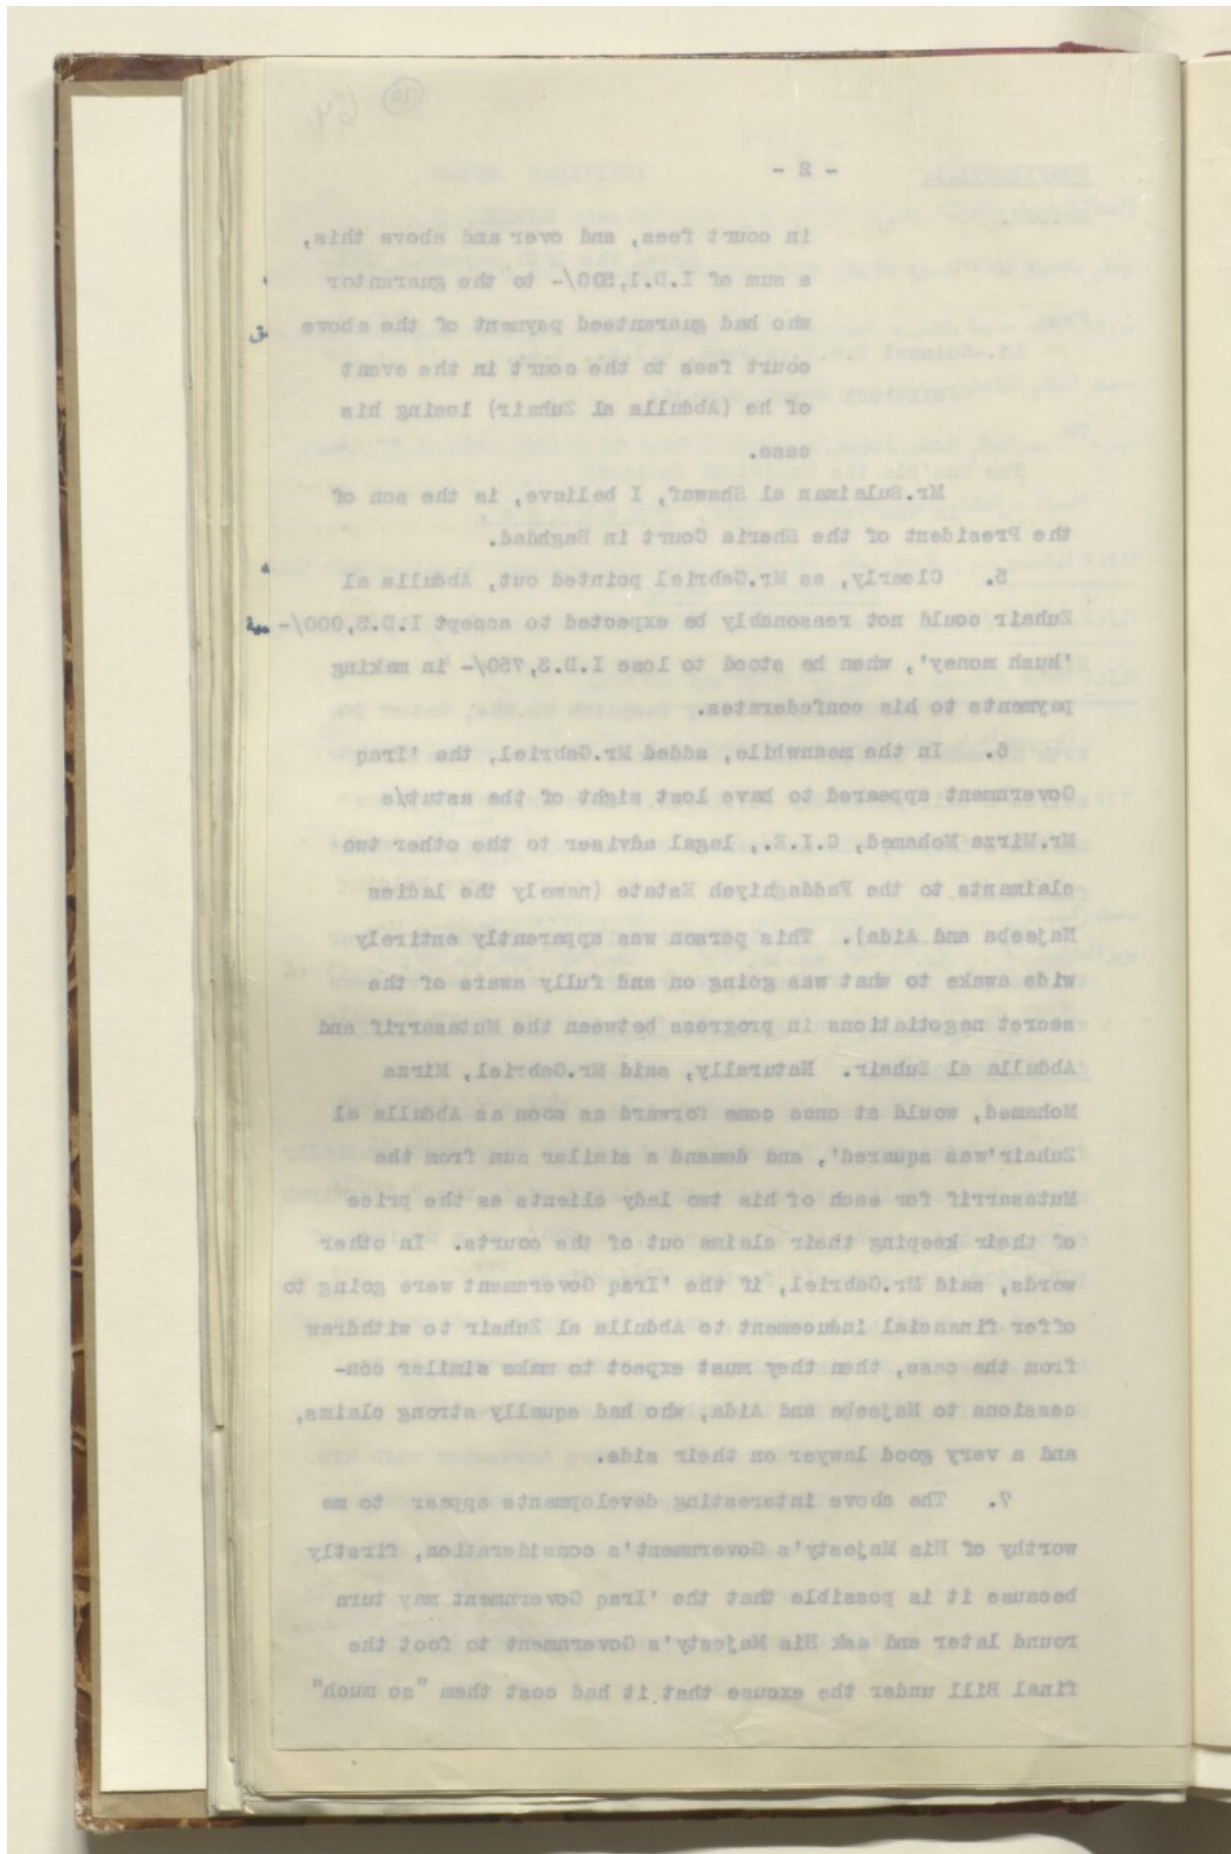 - 2 -
in court fees, and over and above this,
a sum of I.D.1,500/- to the guarantor
who had guaranteed payment of the above
court fees to the court in the event
of he (Abdulla al Zuhair) losing his
case.
Mr.Sulaiman al Shawaf, I believe, is the son of
the President of the Sharia Court in Baghdad.
5. Clearly, as Mr.Gabriel pointed out, Abdulla al
Zuhair could not reasonably be expected to accept I.D.3,000/-
'hush money', when he stood to lose I.D.3,750/- in making
payments to his confederates.
6. In the meanwhile, added Mr.Gabriel, the 'Iraq
Government appeared to have lost sight of the astut/e
Mr.Mirza Mohamed, C.I.E., legal adviser to the other two
claimants to the Faddaghiyeh Estate (namely the ladies
Najeeba and Aida). This person was apparently entirely
wide awake to what was going on and fully aware of the
secret negotiations in progress between the Mutasarrif and
Abdulla al Zuhair. Naturally, said Mr.Gabriel, Mirza
Mohamed, would at once come forward as soon as Abdulla al
Zuhair'was squared', and demand a similar sum from the
Mutasarrif for each of his two lady clients as the price
of their keeping their claims out of the courts. In other
words, said Mr.Gabriel, if the 'Iraq Government were going to
offer financial inducement to Abdulla al Zuhair to withdraw
from the case, then they must expect to make similar con-
cessions to Najeeba and Aida, who had equally strong claims,
and a very good lawyer on their side.
7. The above interesting developments appear to me
worthy of His Majesty's Government's consideration, firstly
because it is possible that the 'Iraq Government may turn
round later and ask His Majesty's Government to foot the
final Bill under the excuse that it had cost them "so much"